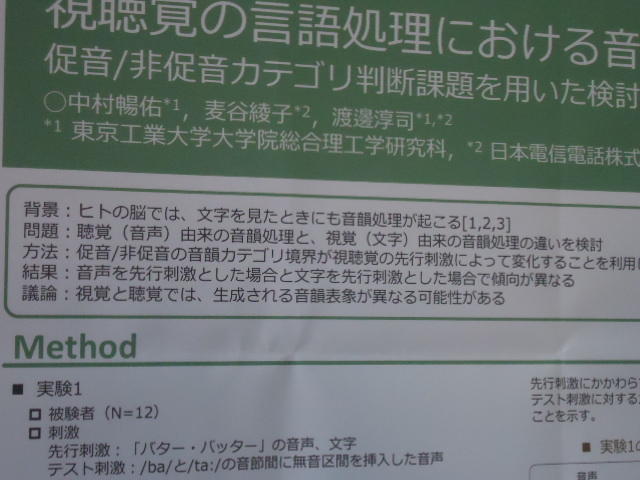 視聴覚の言語処理における音
促音/非促音カテゴリ判断課題を用いた検討
○中村暢佑*1, 麦谷綾子*2, 渡邊淳司*1,*2
*1 東京工業大学大学院総合理工学研究科, *2 日本電信電話株式
背景：ヒトの脳では、文字を見たときにも音韻処理が起こる[1,2,3]
問題：聴覚（音声）由来の音韻処理と、視覚（文字）由来の音韻処理の違いを検討
方法：促音/非促音の音韻カテゴリ境界が視聴覚の先行刺激によって変化することを利用
結果：音声を先行刺激とした場合と文字を先行刺激とした場合で傾向が異なる
議論：視覚と聴覚では、生成される音韻表象が異なる可能性がある
Method
■ 実験1
□ 被験者（N=12）
□ 刺激
先行刺激：「バター・バッター」の音声、文字
テスト刺激：/ba/と/ta:/の音節間に無音区間を挿入した音声
先行刺激にかかわら
テスト刺激に対する
ことを示す。
■ 実験1の
音声